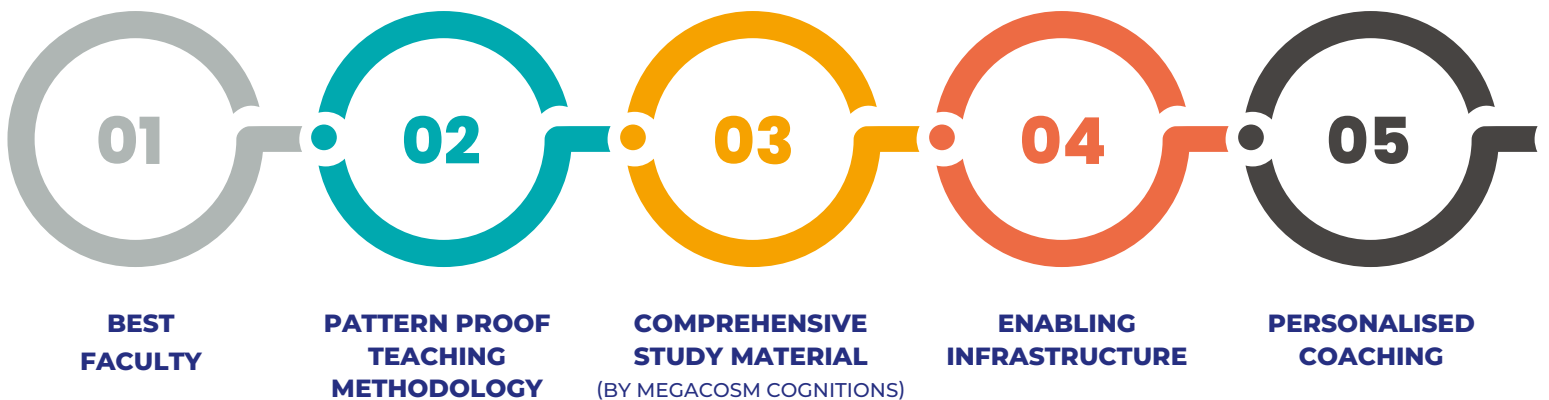 01
02
03
04
05
BEST
FACULTY
PATTERN PROOF
TEACHING
METHODOLOGY
COMPREHENSIVE
STUDY MATERIAL
(BY MEGACOSM COGNITIONS)
ENABLING
INFRASTRUCTURE
PERSONALISED
COACHING